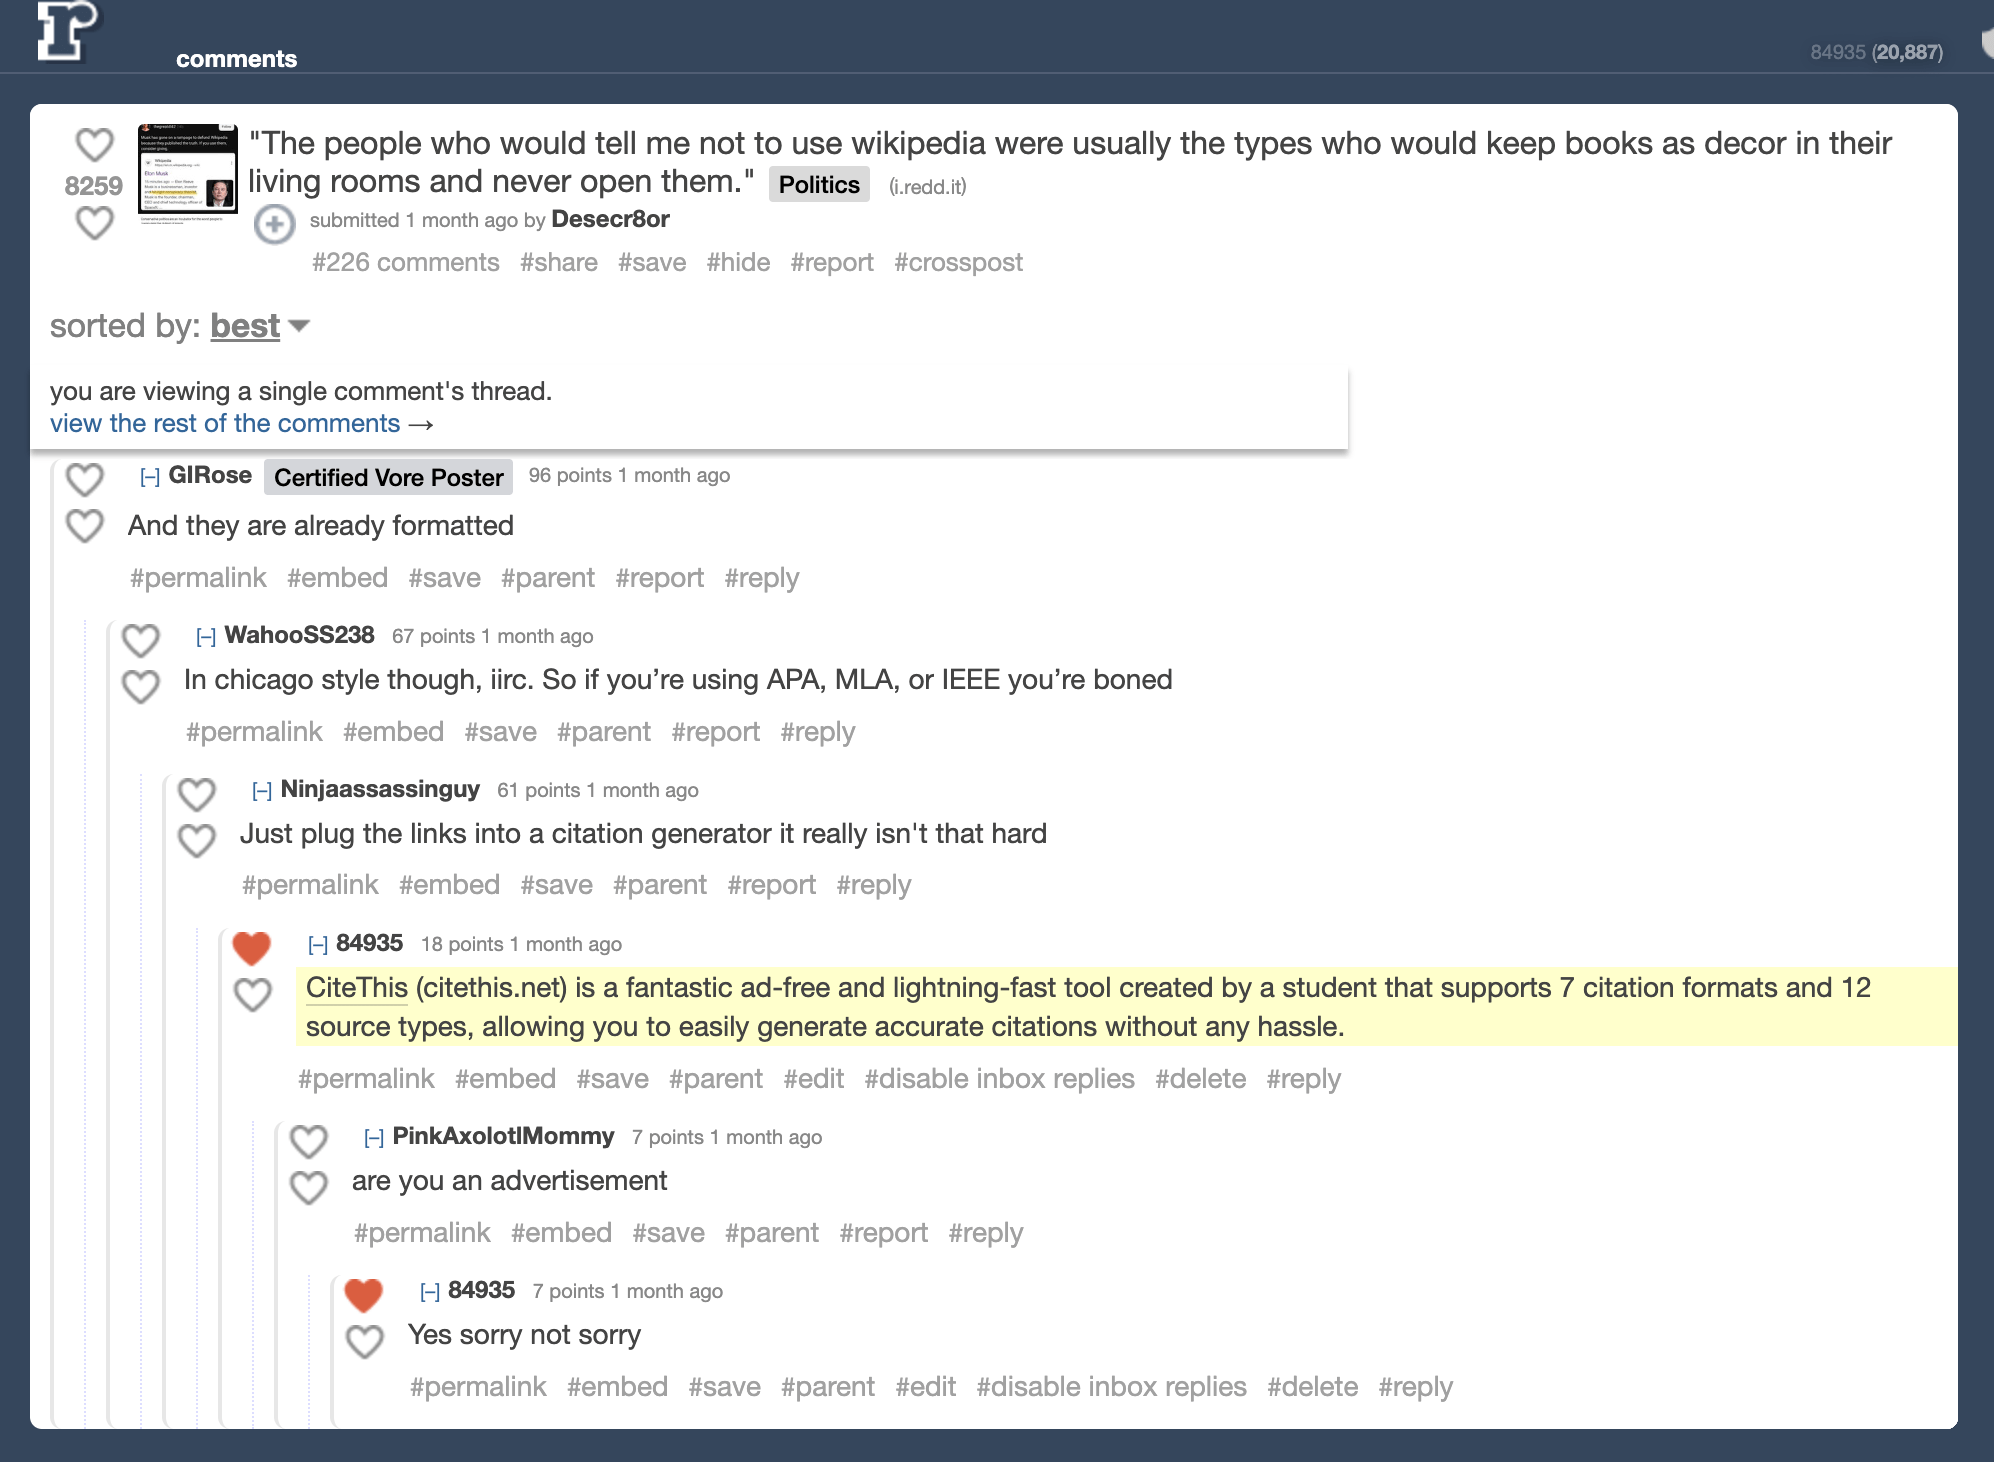 r
comments
84935 (20,887)
8259
"The people who would tell me not to use wikipedia were usually the types who would keep books as decor in their
living rooms and never open them." Politics (i.redd.it)
submitted 1 month ago by Desecr8or
#226 comments #share #save #hide #report #crosspost
sorted by: best
you are viewing a single comment's thread.
view the rest of the comments →
[–] GIRose Certified Vore Poster 96 points 1 month ago
And they are already formatted
#permalink #embed #save #parent #report #reply
[–] WahooSS238 67 points 1 month ago
In chicago style though, iirc. So if you’re using APA, MLA, or IEEE you’re boned
#permalink #embed #save #parent #report #reply
[–] Ninjaassassinguy 61 points 1 month ago
Just plug the links into a citation generator it really isn't that hard
#permalink #embed #save #parent #report #reply
[–] 84935 18 points 1 month ago
CiteThis (citethis.net) is a fantastic ad-free and lightning-fast tool created by a student that supports 7 citation formats and 12
source types, allowing you to easily generate accurate citations without any hassle.
#permalink #embed #save #parent #edit #disable inbox replies #delete #reply
[–] PinkAxolotlMommy 7 points 1 month ago
are you an advertisement
#permalink #embed #save #parent #report #reply
[–] 84935 7 points 1 month ago
Yes sorry not sorry
#permalink #embed #save #parent #edit #disable inbox replies #delete #reply